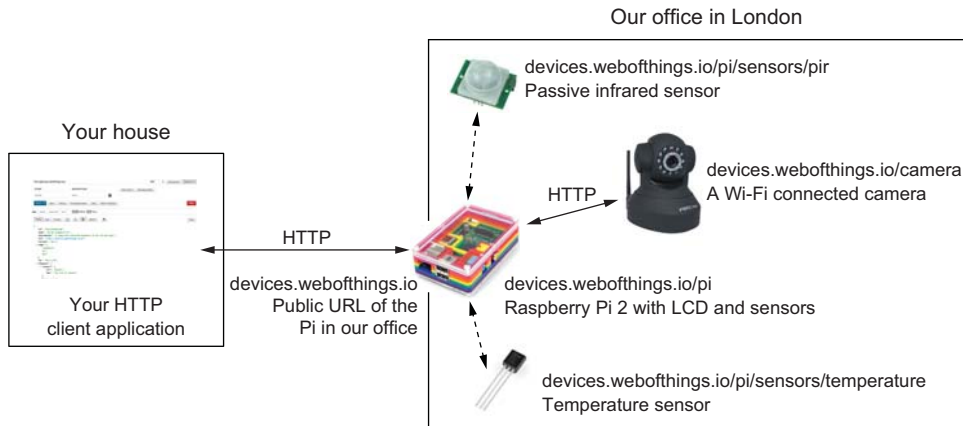 Our office in London
devices.webofthings.io/pi/sensors/pir
Passive infrared sensor
Your house
devices.webofthings.io/camera
A Wi-Fi connected camera
HTTP
HTTP
devices.webofthings.io
Public URL of the
Pi in our office
devices.webofthings.io/pi
Raspberry Pi 2 with LCD and sensors
Your HTTP
client application
devices.webofthings.io/pi/sensors/temperature
Temperature sensor